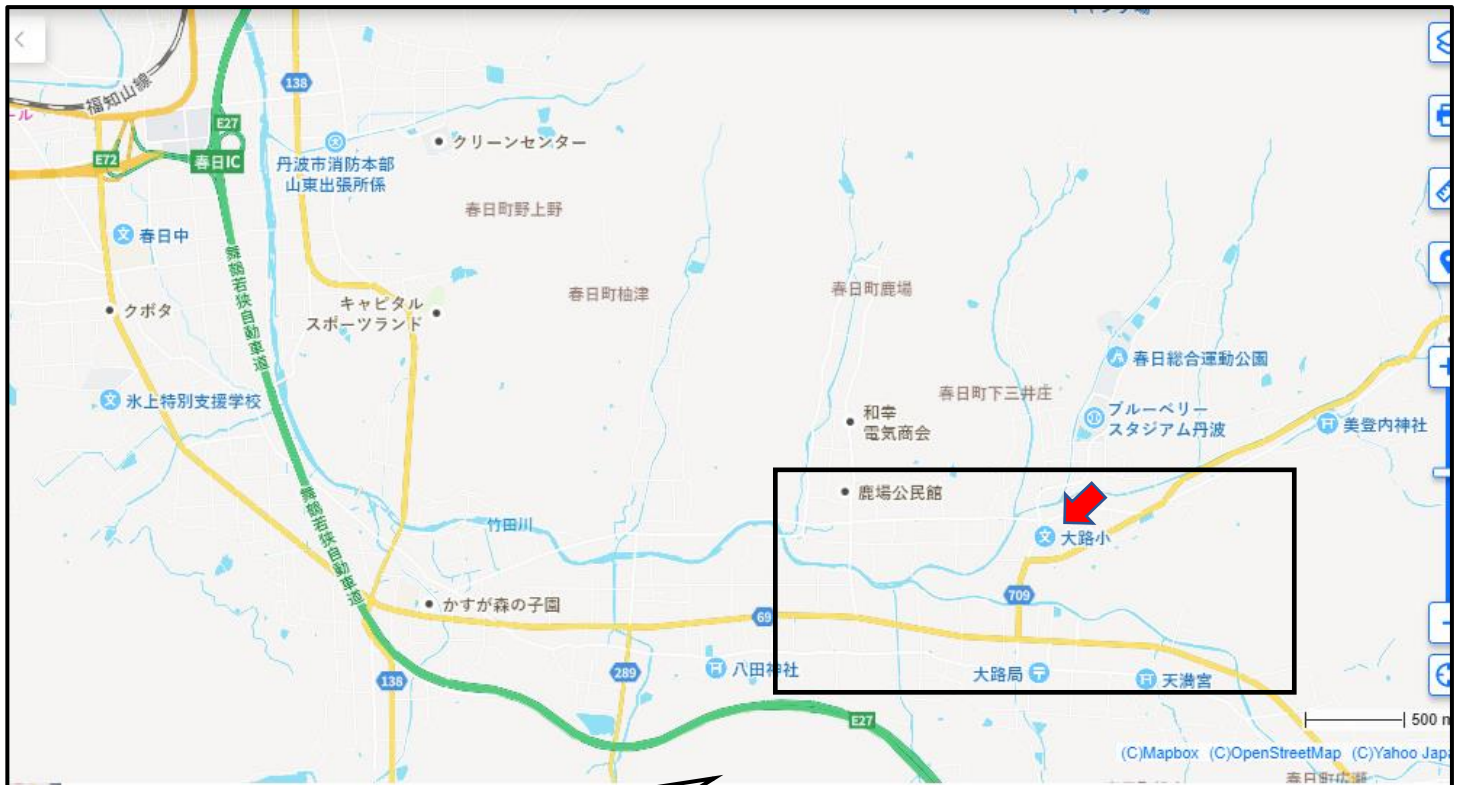 福知山線
138
E27
E72
春日IC
丹波市消防本部
山東出張所係
クリーンセンター
春日町野上野
春日中
クボタ
舞鶴若狭自動車道
キャピタル
スポーツランド
春日町柚津
春日町鹿場
春日総合運動公園
春日町下三井庄
氷上特別支援学校
和幸
電気商会
ブルーベリー
スタジアム丹波
美登内神社
鹿場公民館
舞鶴若狭自動車道
竹田川
大路小
709
かすが森の子園
69
289
八田神社
138
大路局
天満宮
E27
500 m
(C)Mapbox (C)OpenStreetMap (C)Yahoo Jap